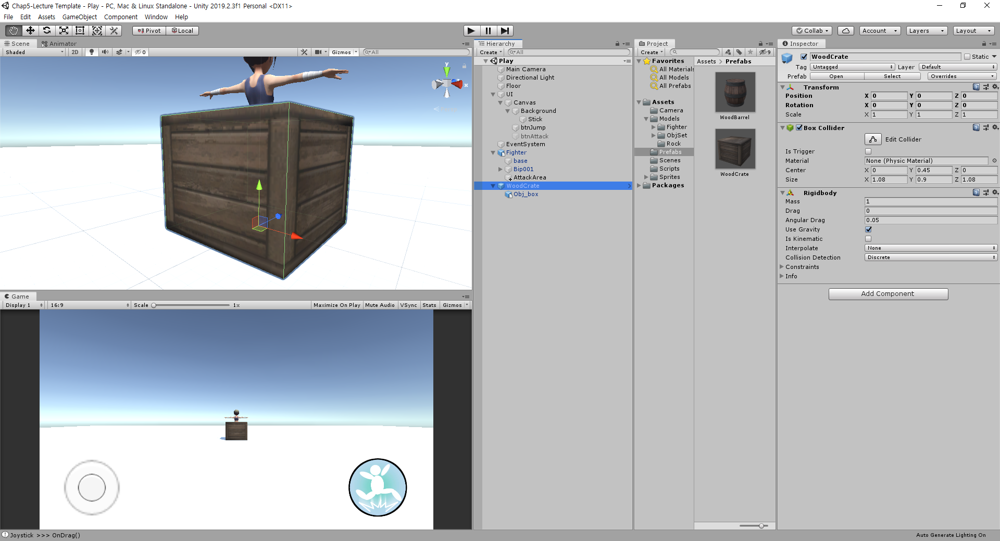 Chap5-Lecture Template - Play - PC, Mac & Linux Standalone - Unity 2019.2.3f1 Personal <DX11>
File Edit Assets GameObject Component Window Help
Pivot Local Collab Account Layers Layout
Scene Animator
Shaded 2D 0 Gizmos All
y
x
Game
Display 1 16:9 Scale 1x Maximize On Play Mute Audio VSync Stats Gizmos
Joystick >>> OnDrag()
Hierarchy
Create All
Play
Main Camera
Directional Light
Floor
UI
Canvas
Background
Stick
btnJump
btnAttack
EventSystem
Fighter
base
Bip001
AttackArea
WoodCrate
Obj_box
Project
Create 9
Favorites
All Materials
All Models
All Prefabs
Assets
Camera
Models
Fighter
ObjSet
Rock
Prefabs
Scenes
Scripts
Sprites
Packages
Assets > Prefabs
WoodBarrel
WoodCrate
Inspector
WoodCrate Static
Tag Untagged Layer Default
Prefab Open Select Overrides
Transform
Position X 0 Y 0 Z 0
Rotation X 0 Y 0 Z 0
Scale X 1 Y 1 Z 1
Box Collider
Edit Collider
Is Trigger
Material None (Physic Material)
Center X 0 Y 0.45 Z 0
Size X 1.08 Y 0.9 Z 1.08
Rigidbody
Mass 1
Drag 0
Angular Drag 0.05
Use Gravity
Is Kinematic
Interpolate None
Collision Detection Discrete
Constraints
Info
Add Component
Auto Generate Lighting On